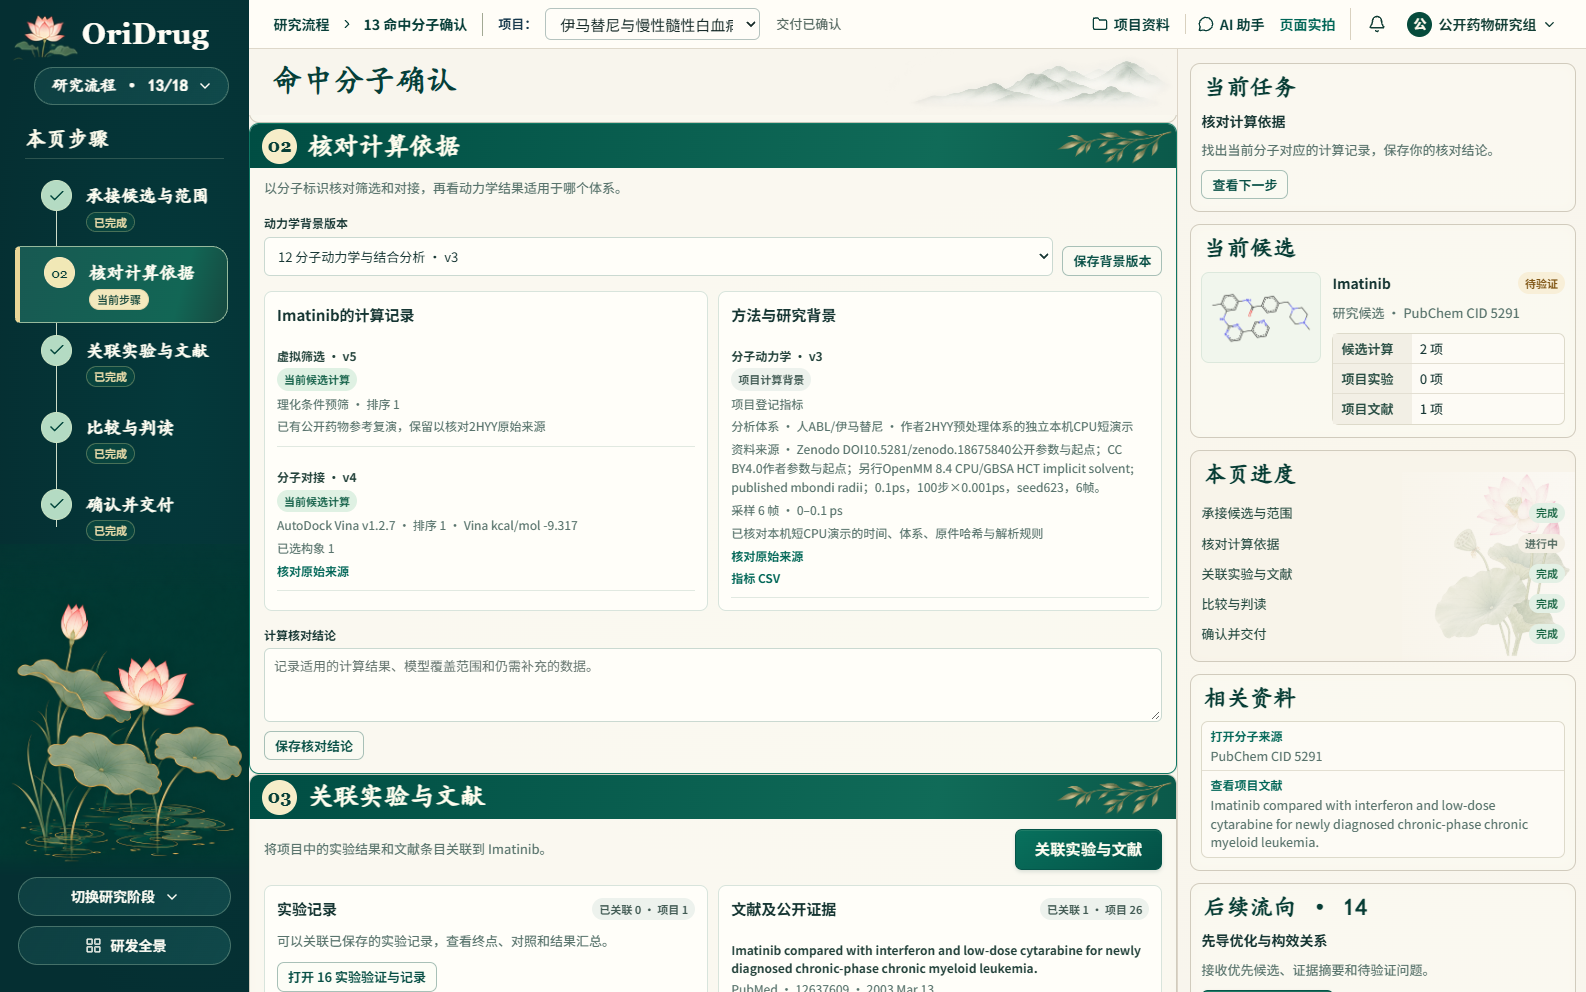 OriDrug
研究流程 • 13/18
本页步骤
承接候选与范围
已完成
02
核对计算依据
当前步骤
关联实验与文献
已完成
比较与判读
已完成
确认并交付
已完成
切换研究阶段
研发全景
研究流程 > 13 命中分子确认
项目：
伊马替尼与慢性髓性白血病
交付已确认
项目资料
AI 助手
页面实拍
公
公开药物研究组
命中分子确认
02 核对计算依据
以分子标识核对筛选和对接，再看动力学结果适用于哪个体系。
动力学背景版本
12 分子动力学与结合分析 • v3
保存背景版本
Imatinib的计算记录
虚拟筛选 • v5
当前候选计算
理化条件预筛 • 排序 1
已有公开药物参考复演，保留以核对2HYY原始来源
分子对接 • v4
当前候选计算
AutoDock Vina v1.2.7 • 排序 1 • Vina kcal/mol -9.317
已选构象 1
核对原始来源
方法与研究背景
分子动力学 • v3
项目计算背景
项目登记指标
分析体系 • 人ABL/伊马替尼 • 作者2HYY预处理体系的独立本机CPU短演示
资料来源 • Zenodo DOI10.5281/zenodo.18675840公开参数与起点；CC
BY4.0作者参数与起点；另行OpenMM 8.4 CPU/GBSA HCT implicit solvent;
published mbondi radii；0.1ps，100步×0.001ps，seed623，6帧。
采样 6 帧 • 0–0.1 ps
已核对本机短CPU演示的时间、体系、原件哈希与解析规则
核对原始来源
指标 CSV
计算核对结论
记录适用的计算结果、模型覆盖范围和仍需补充的数据。
保存核对结论
03 关联实验与文献
将项目中的实验结果和文献条目关联到 Imatinib。
关联实验与文献
实验记录
已关联 0 • 项目 1
可以关联已保存的实验记录，查看终点、对照和结果汇总。
打开 16 实验验证与记录
文献及公开证据
已关联 1 • 项目 26
Imatinib compared with interferon and low-dose cytarabine for newly
diagnosed chronic-phase chronic myeloid leukemia.
PubMed • 12637609 • 2003 Mar 13
当前任务
核对计算依据
找出当前分子对应的计算记录，保存你的核对结论。
查看下一步
当前候选
Imatinib
待验证
研究候选 • PubChem CID 5291
候选计算 2 项
项目实验 0 项
项目文献 1 项
本页进度
承接候选与范围 完成
核对计算依据 进行中
关联实验与文献 完成
比较与判读 完成
确认并交付 完成
相关资料
打开分子来源
PubChem CID 5291
查看项目文献
Imatinib compared with interferon and low-dose
cytarabine for newly diagnosed chronic-phase chronic
myeloid leukemia.
后续流向 • 14
先导优化与构效关系
接收优先候选、证据摘要和待验证问题。